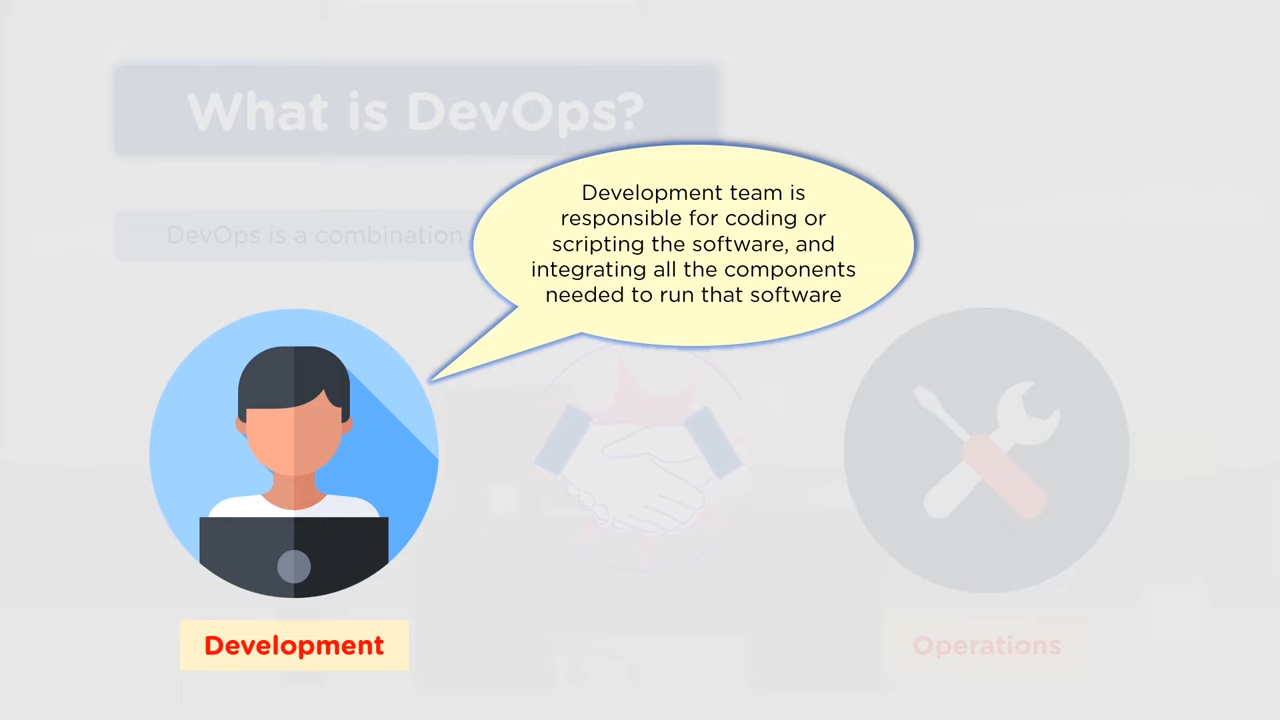 What is DevOps?
DevOps is a combination
Development team is
responsible for coding or
scripting the software, and
integrating all the components
needed to run that software
Development
Operations